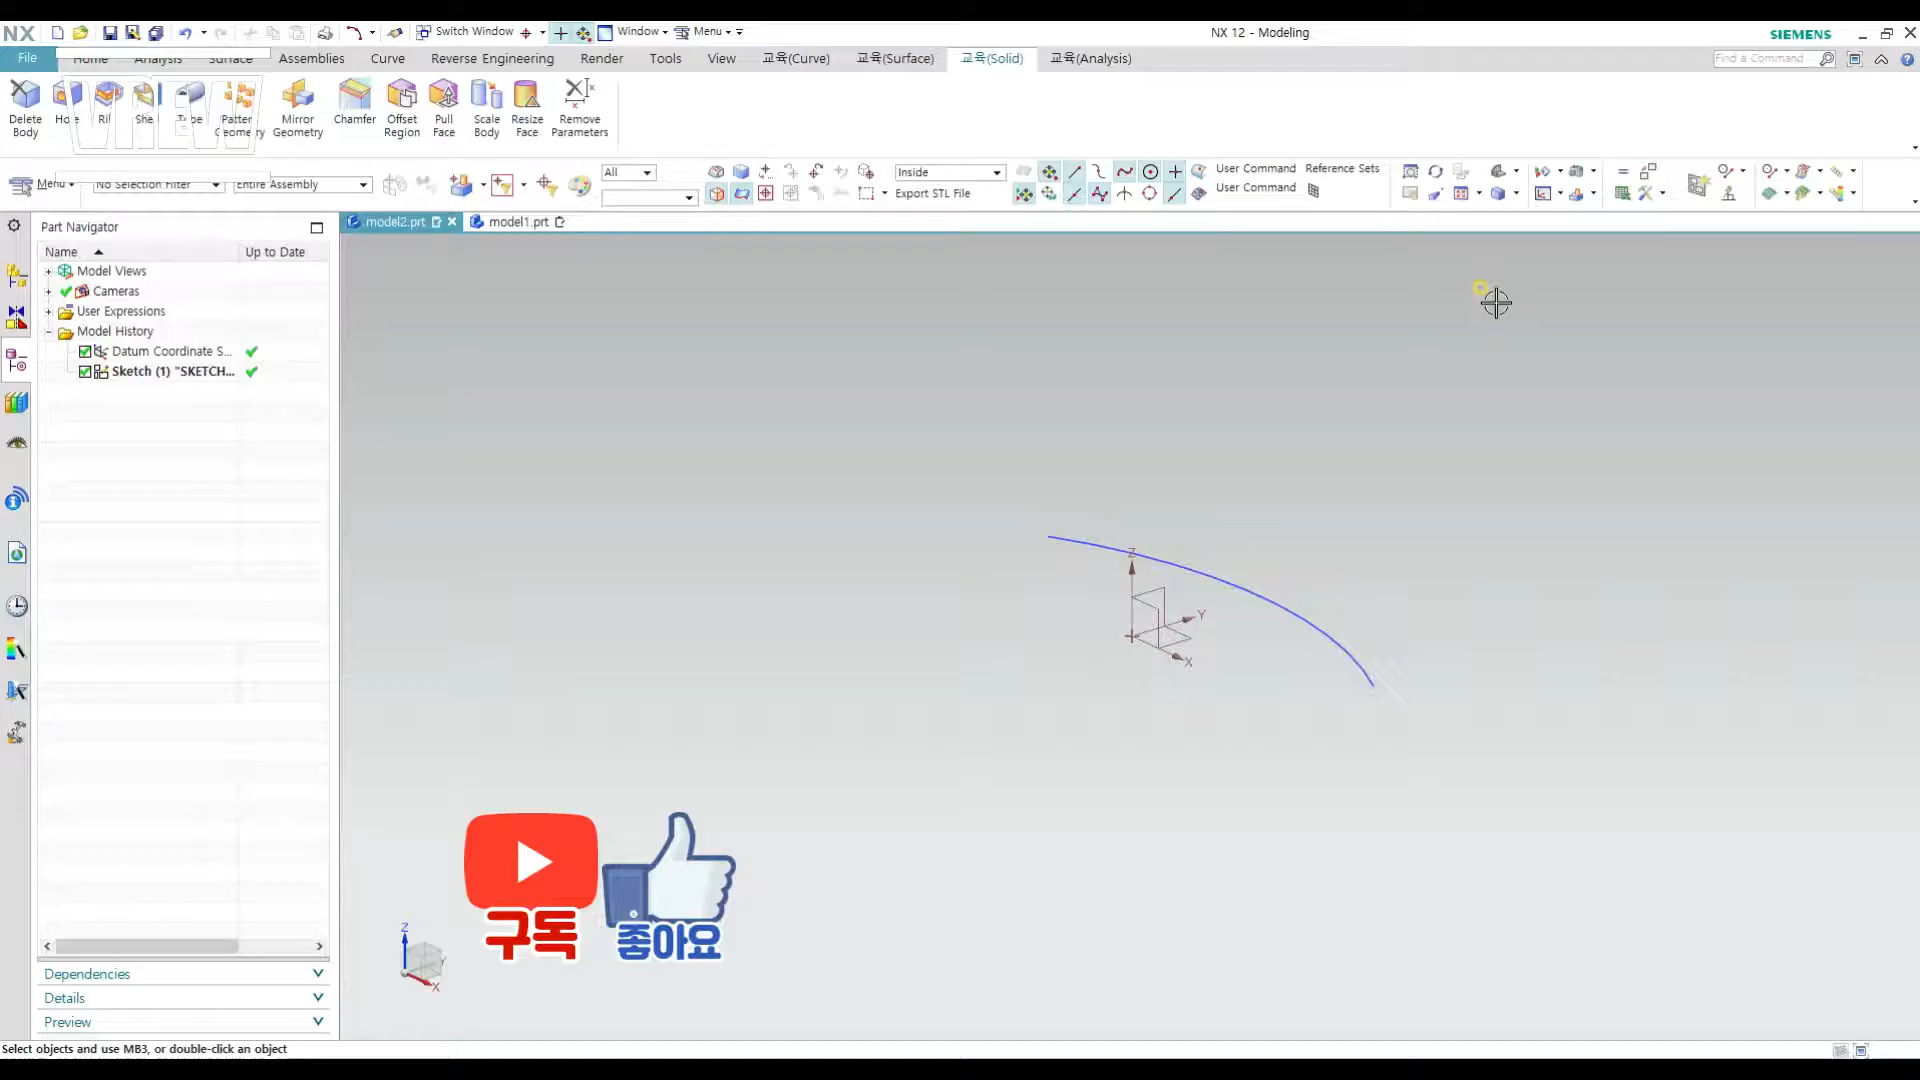 NX
Switch Window
Window
Menu
NX 12 - Modeling
SIEMENS
File
Home
Analysis
Surface
Assemblies
Curve
Reverse Engineering
Render
Tools
View
교육(Curve)
교육(Surface)
교육(Solid)
교육(Analysis)
Find a Command
Delete Body
Mirror Geometry
Chamfer
Offset Region
Pull Face
Scale Body
Resize Face
Remove Parameters
Geometry
Menu
No Selection Filter
Entire Assembly
All
Inside
Export STL File
User Command
Reference Sets
User Command
Part Navigator
model2.prt
model1.prt
Name
Up to Date
Model Views
Cameras
User Expressions
Model History
Datum Coordinate S...
Sketch (1) "SKETCH...
Z
Y
X
구독
좋아요
Z
Y
X
Dependencies
Details
Preview
Select objects and use MB3, or double-click an object